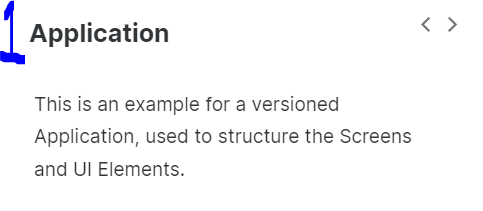 1 Application
This is an example for a versioned
Application, used to structure the Screens
and UI Elements.